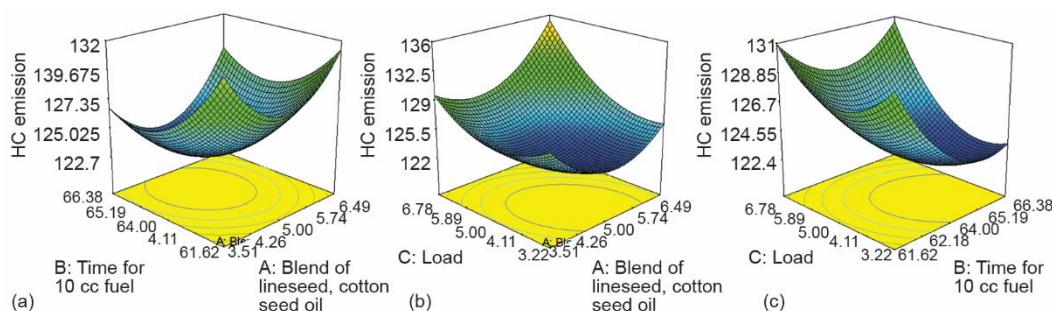 HC emission
132
139.675
127.35
125.025
122.7
66.38
65.19
64.00
4.11
61.62
3.51
4.26
5.00
5.74
6.49
B: Time for
10 cc fuel
A: Blend of
lineseed, cotton
seed oil
(a)
HC emission
136
132.5
129
125.5
122
6.78
5.89
5.00
4.11
3.22
3.51
4.26
5.00
5.74
6.49
C: Load
A: Blend of
lineseed, cotton
seed oil
(b)
HC emission
131
128.85
126.7
124.55
122.4
6.78
5.89
5.00
4.11
3.22
61.62
62.18
64.00
65.19
66.38
C: Load
B: Time for
10 cc fuel
(c)